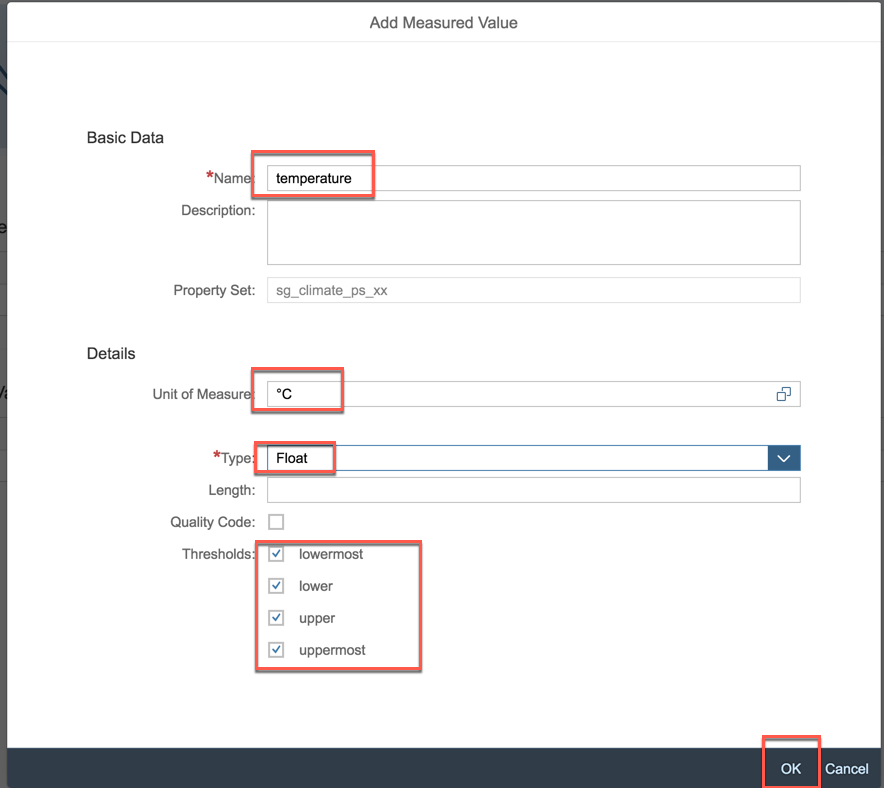 Add Measured Value
Basic Data
*Name: temperature
Description:
Property Set: sg_climate_ps_xx
Details
Unit of Measure: °C
*Type: Float
Length:
Quality Code:
Thresholds: lowermost
lower
upper
uppermost
OK Cancel